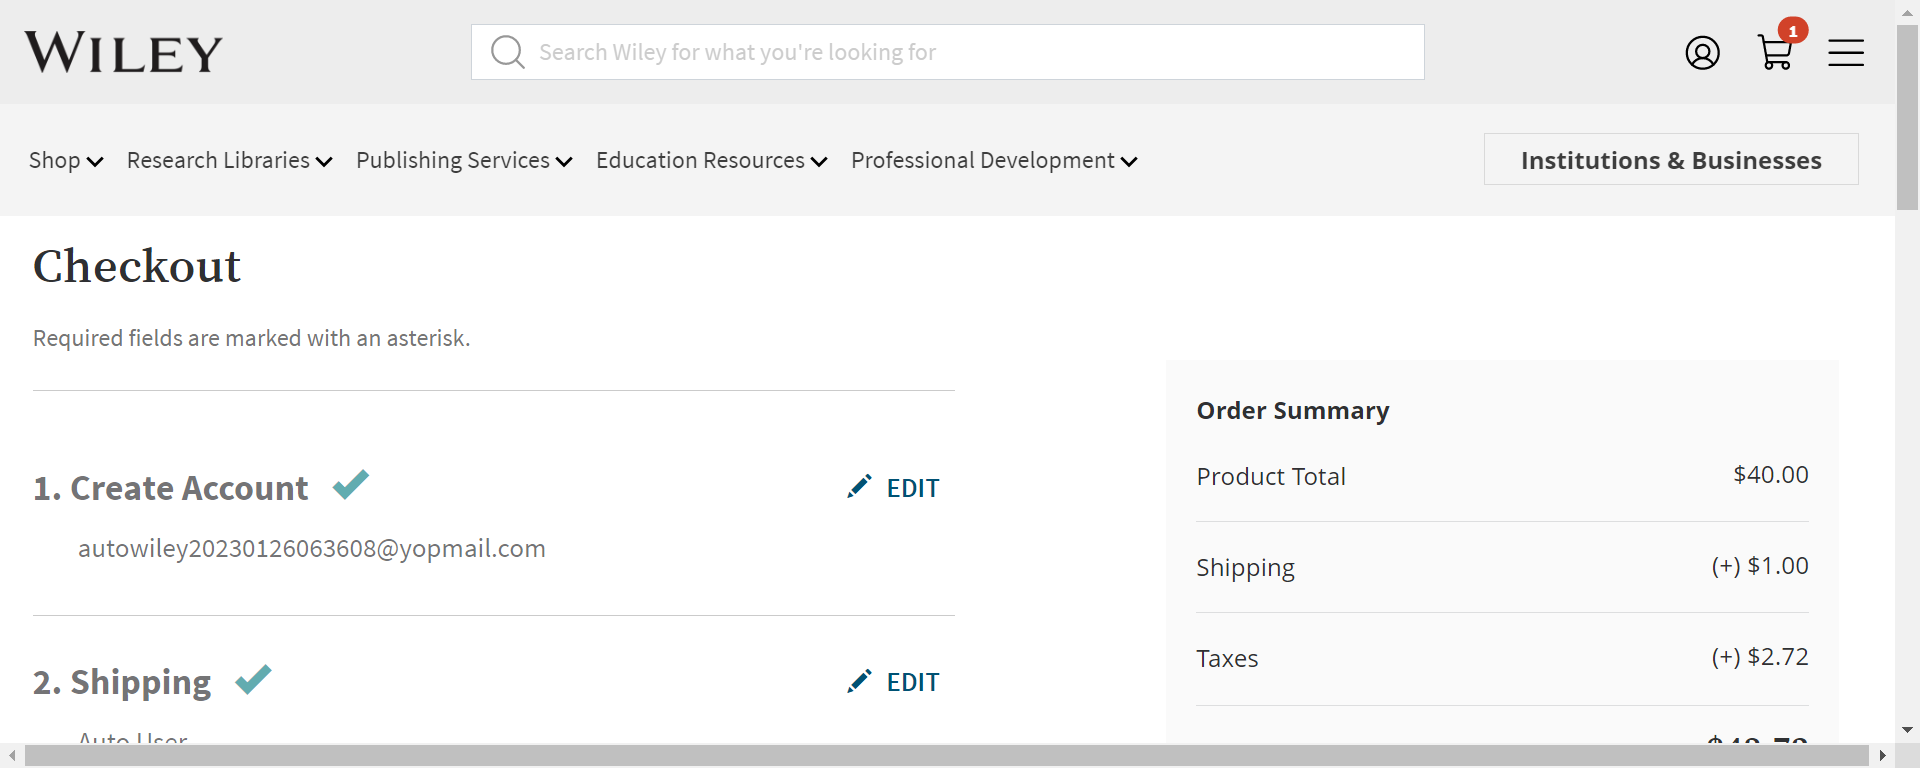 WILEY
Search Wiley for what you're looking for
1
Shop Research Libraries Publishing Services Education Resources Professional Development
Institutions & Businesses
Checkout
Required fields are marked with an asterisk.
1. Create Account
EDIT
autowiley20230126063608@yopmail.com
2. Shipping
EDIT
Auto User
Order Summary
Product Total $40.00
Shipping (+) $1.00
Taxes (+) $2.72